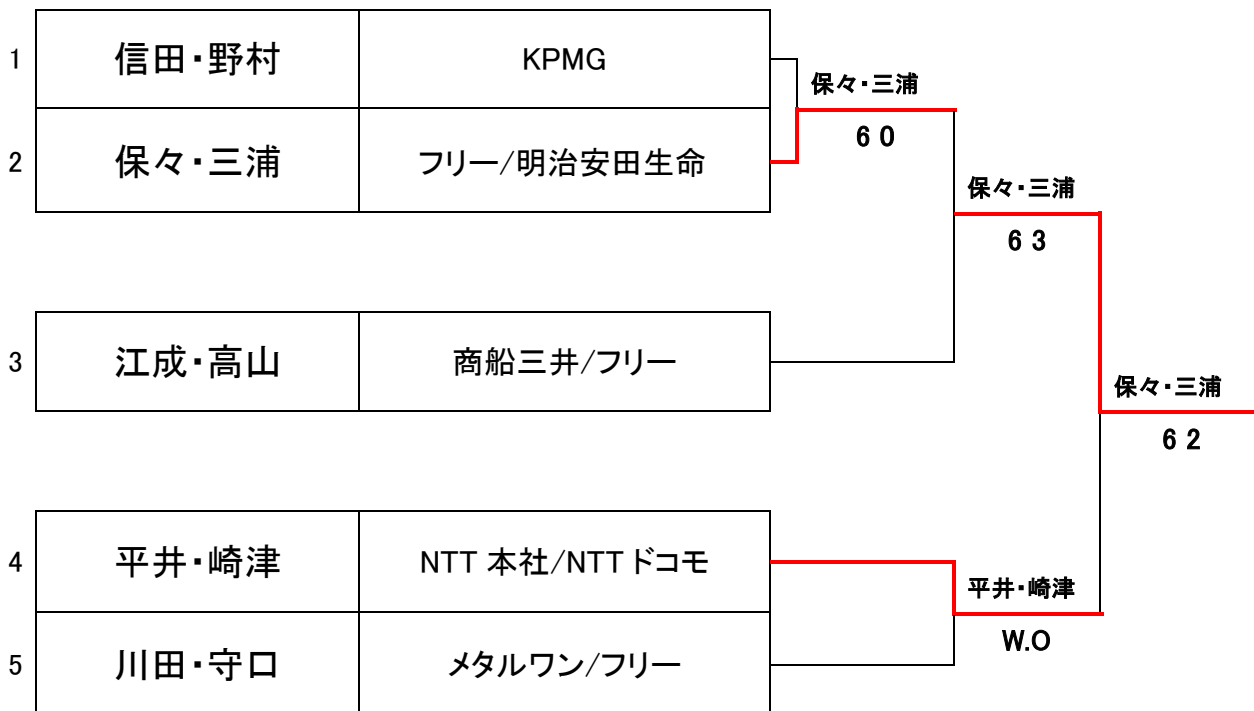 1 信田・野村 KPMG
保々・三浦
6 0
2 保々・三浦 フリー/明治安田生命
保々・三浦
6 3
3 江成・高山 商船三井/フリー
保々・三浦
6 2
4 平井・崎津 NTT 本社/NTTドコモ
平井・崎津
W.O
5 川田・守口 メタルワン/フリー